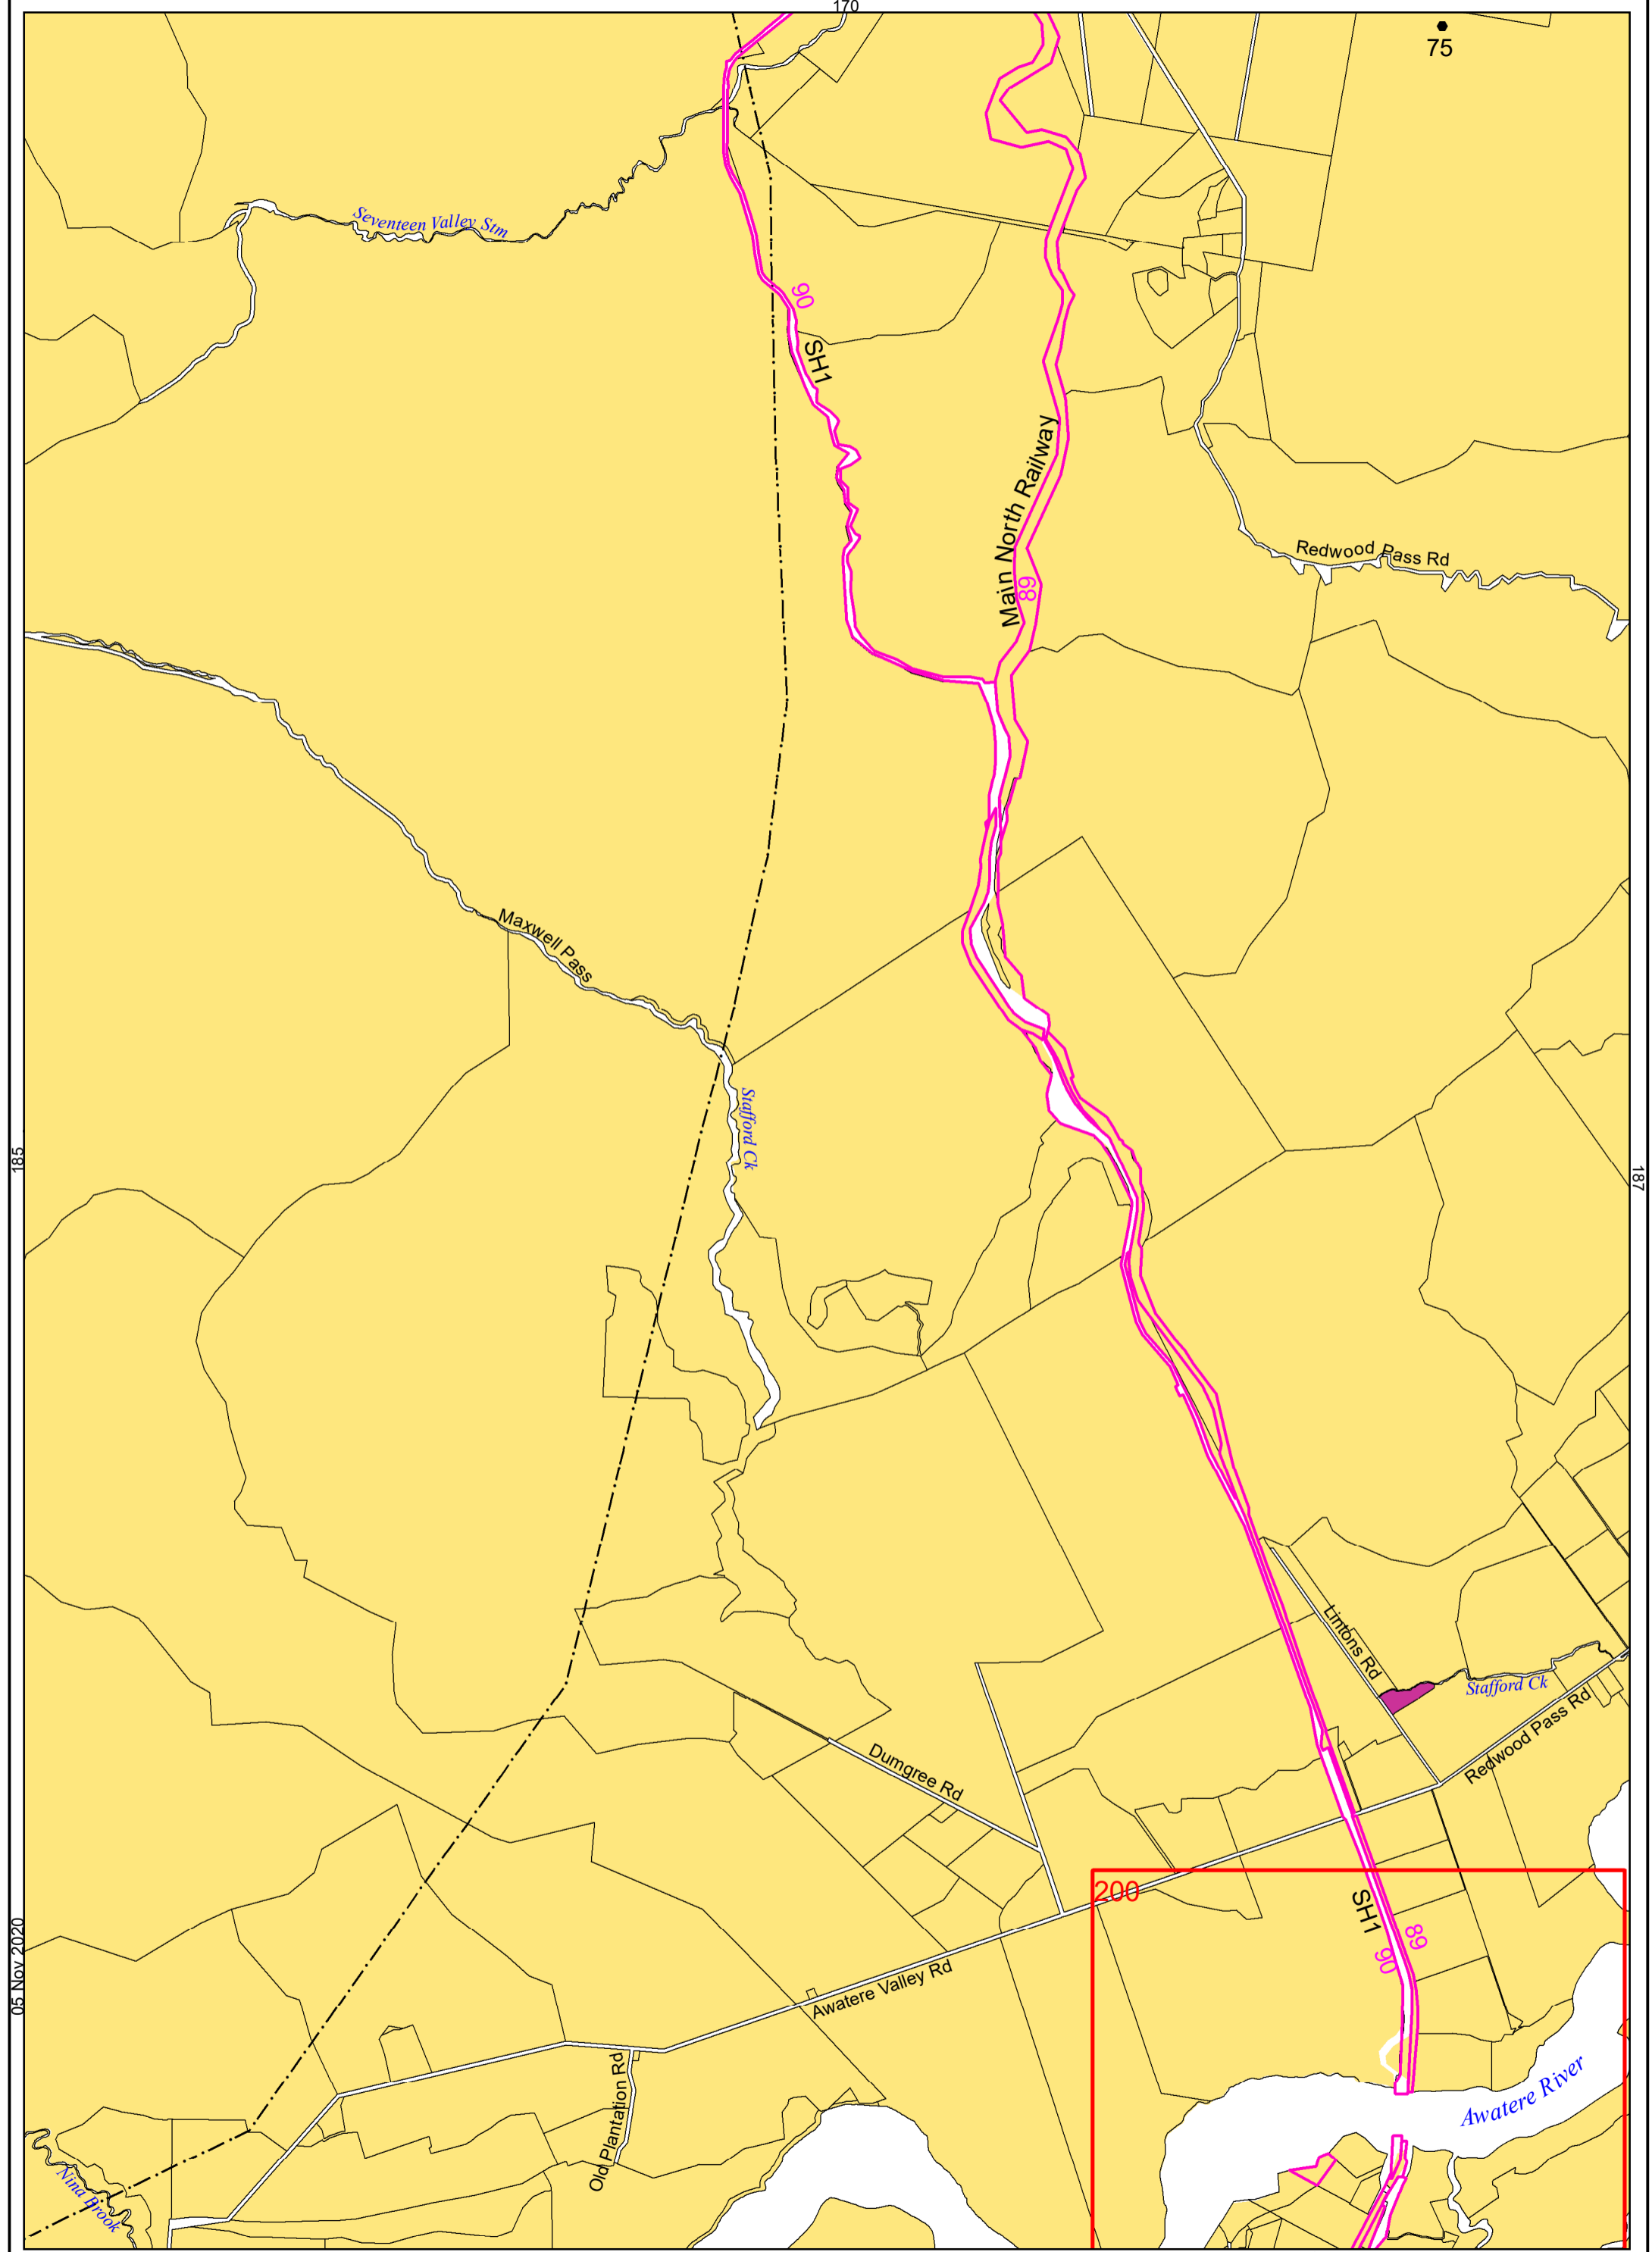 170
75
Seventeen Valley Stm
90
SH1
Main North Railway
89
Redwood Pass Rd
Maxwell Pass
Stafford Ck
185
187
Lintons Rd
Stafford Ck
Redwood Pass Rd
Dumgree Rd
200
SH1
89
90
Awatere Valley Rd
05 Nov 2020
Old Plantation Rd
Awatere River
Nina Brook